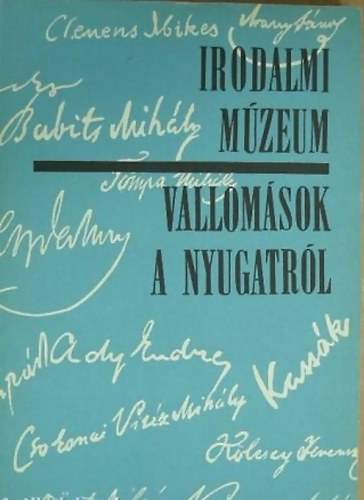 Clemens Mikes
Arany János
IRODALMI
MÚZEUM
Babits Mihály
Tompa Mihály
VALLOMÁSOK
A NYUGATRÓL
Ady Endre
Kassák
Csokonai Vitéz Mihály
Kölcsey Ferencz